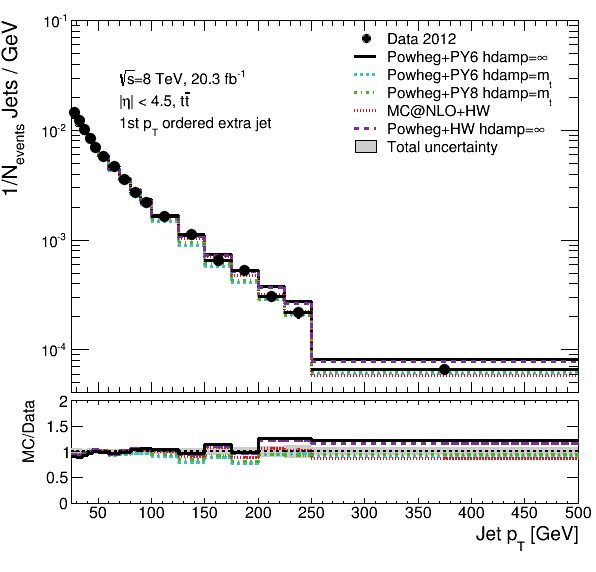 10⁻¹
Data 2012
Powheg+PY6 hdamp=∞
√s=8 TeV, 20.3 fb⁻¹
Powheg+PY6 hdamp=mₜ
|η| < 4.5, tt̅
Powheg+PY8 hdamp=mₜ
MC@NLO+HW
1st p_T ordered extra jet
Powheg+HW hdamp=∞
Total uncertainty
1/N_events Jets / GeV
10⁻²
10⁻³
10⁻⁴
MC/Data
2
1.5
1
0.5
0
50 100 150 200 250 300 350 400 450 500
Jet p_T [GeV]